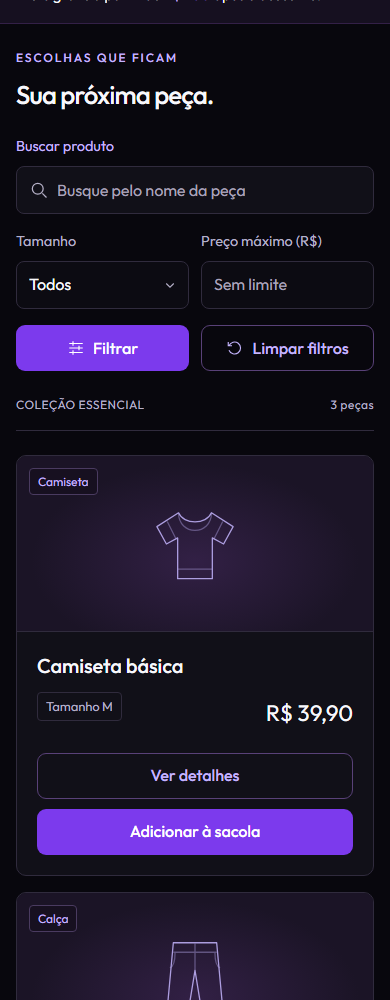 ESCOLHAS QUE FICAM
Sua próxima peça.
Buscar produto
Busque pelo nome da peça
Tamanho
Preço máximo (R$)
Todos
Sem limite
Filtrar
Limpar filtros
COLEÇÃO ESSENCIAL
3 peças
Camiseta
Camiseta básica
Tamanho M
R$ 39,90
Ver detalhes
Adicionar à sacola
Calça